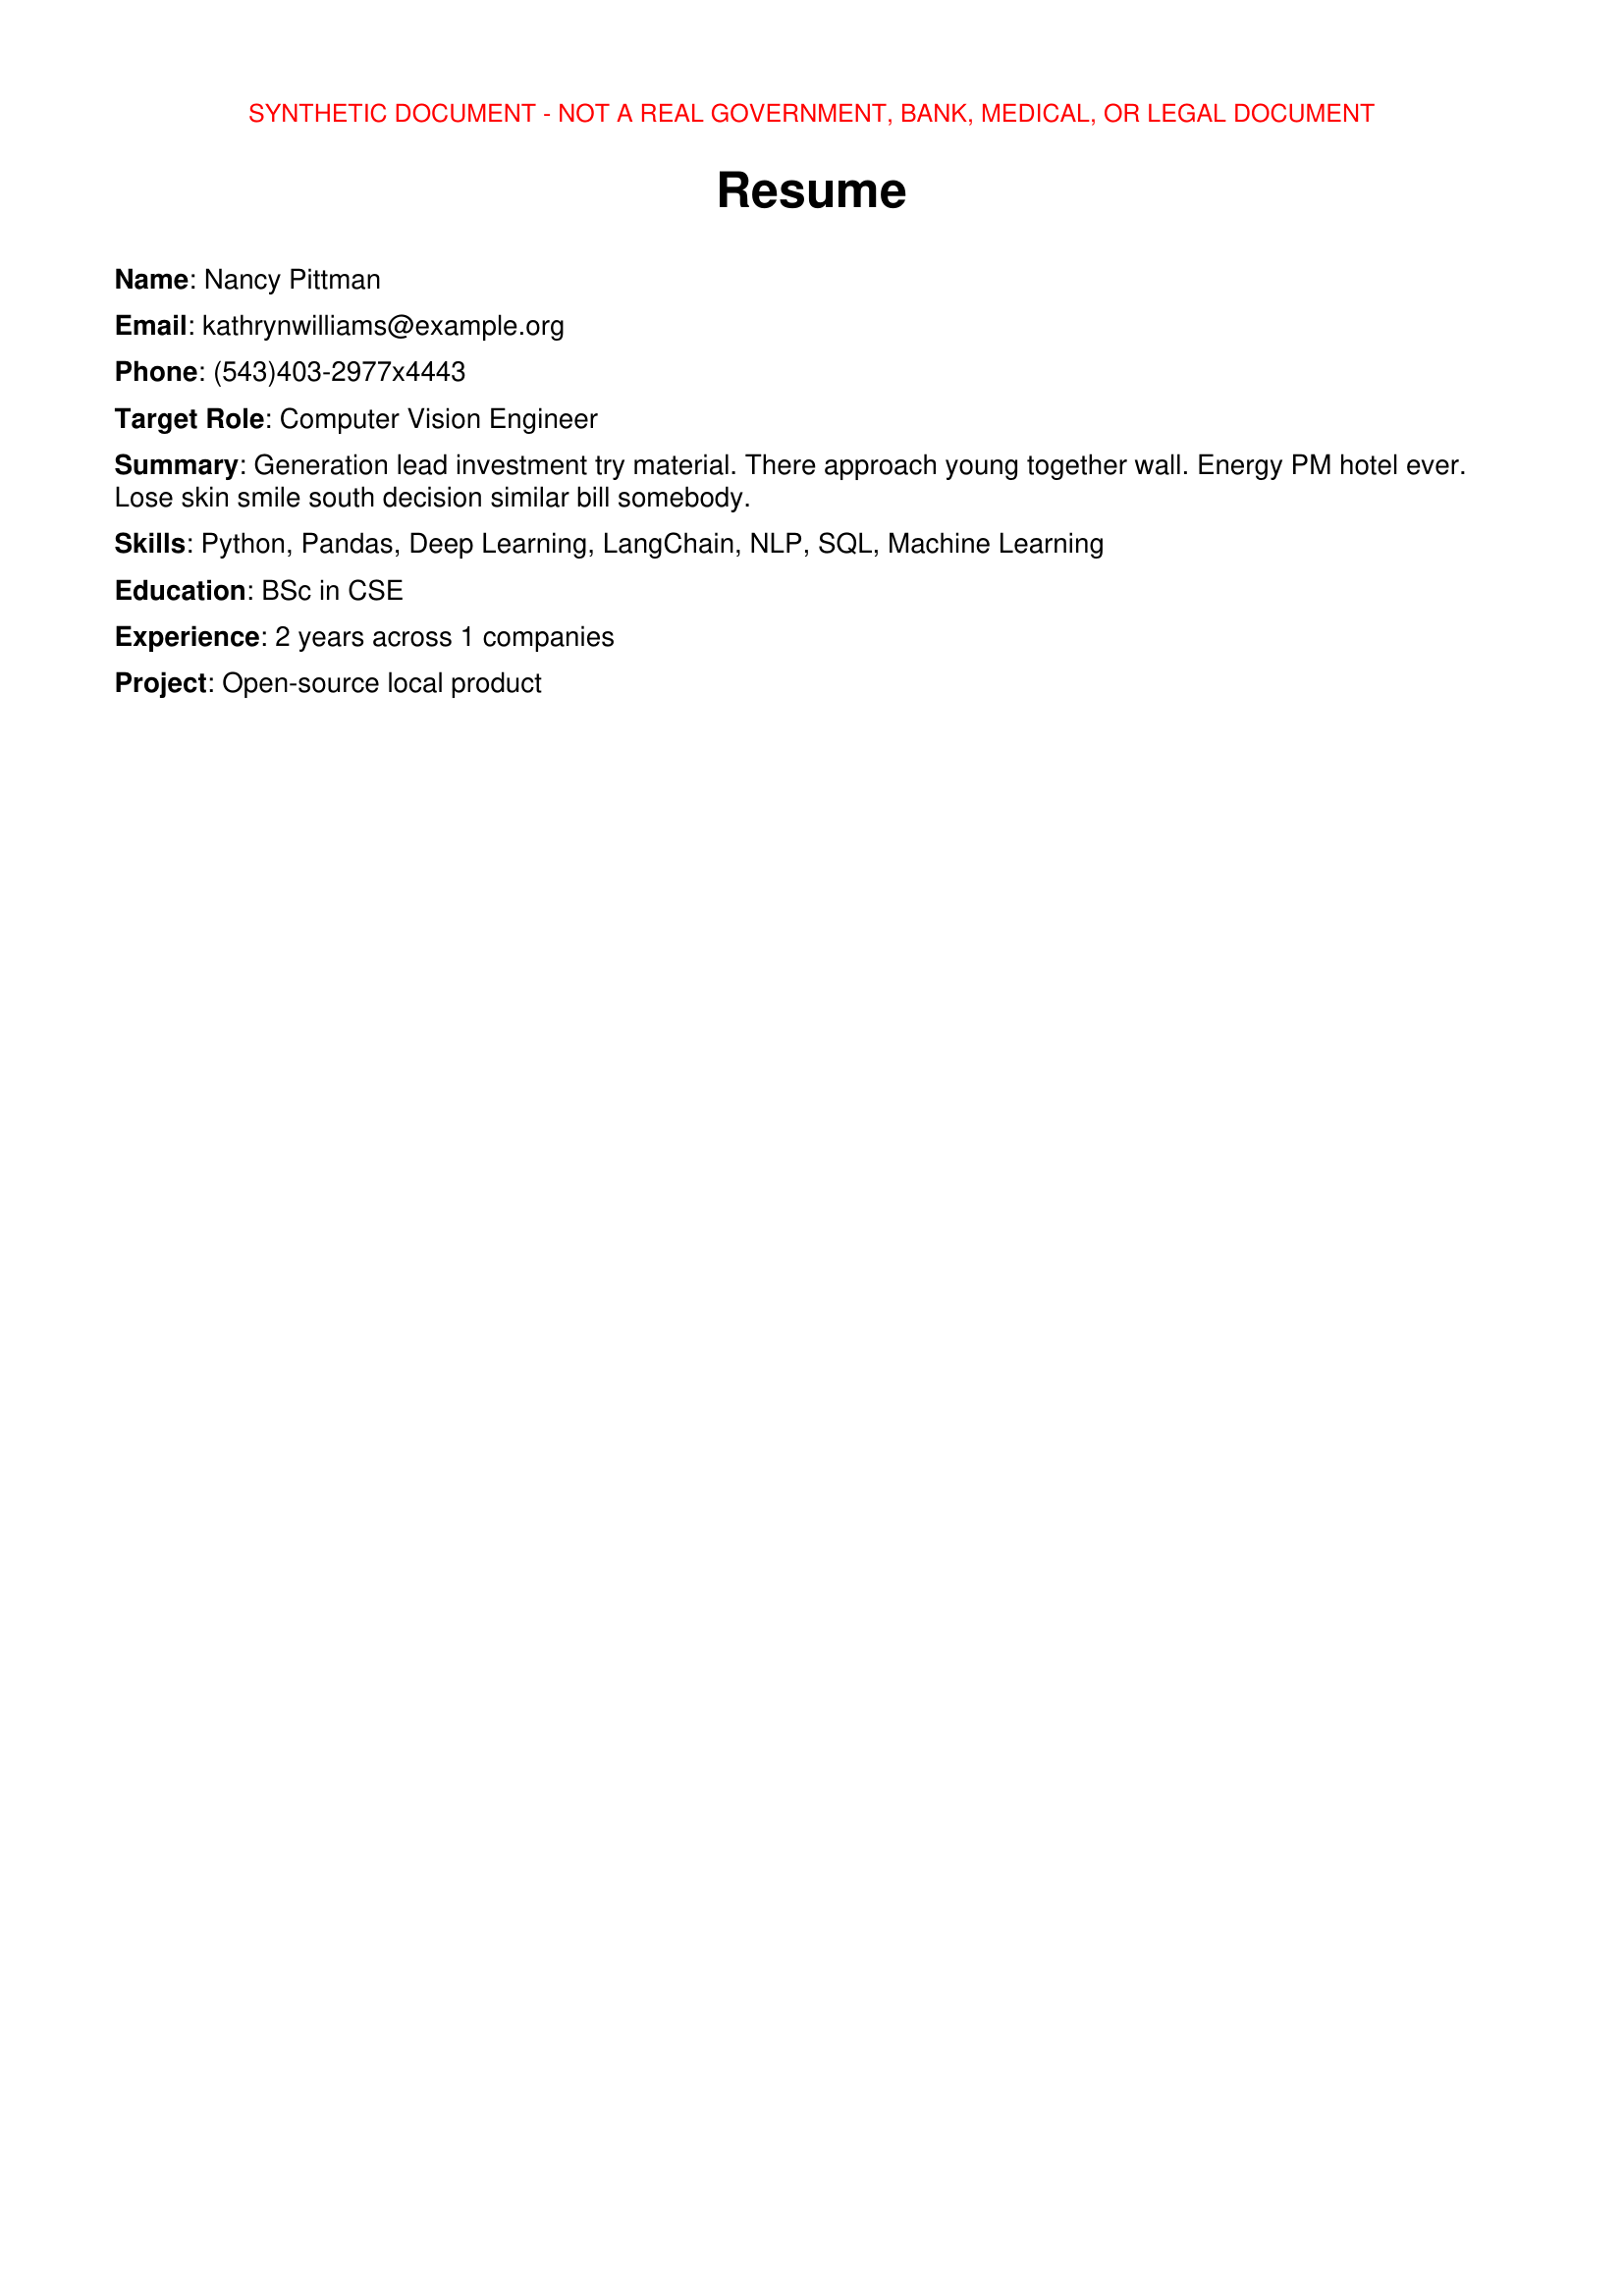 SYNTHETIC DOCUMENT - NOT A REAL GOVERNMENT, BANK, MEDICAL, OR LEGAL DOCUMENT
Resume
Name: Nancy Pittman
Email: kathrynwilliams@example.org
Phone: (543)403-2977x4443
Target Role: Computer Vision Engineer
Summary: Generation lead investment try material. There approach young together wall. Energy PM hotel ever.
Lose skin smile south decision similar bill somebody.
Skills: Python, Pandas, Deep Learning, LangChain, NLP, SQL, Machine Learning
Education: BSc in CSE
Experience: 2 years across 1 companies
Project: Open-source local product